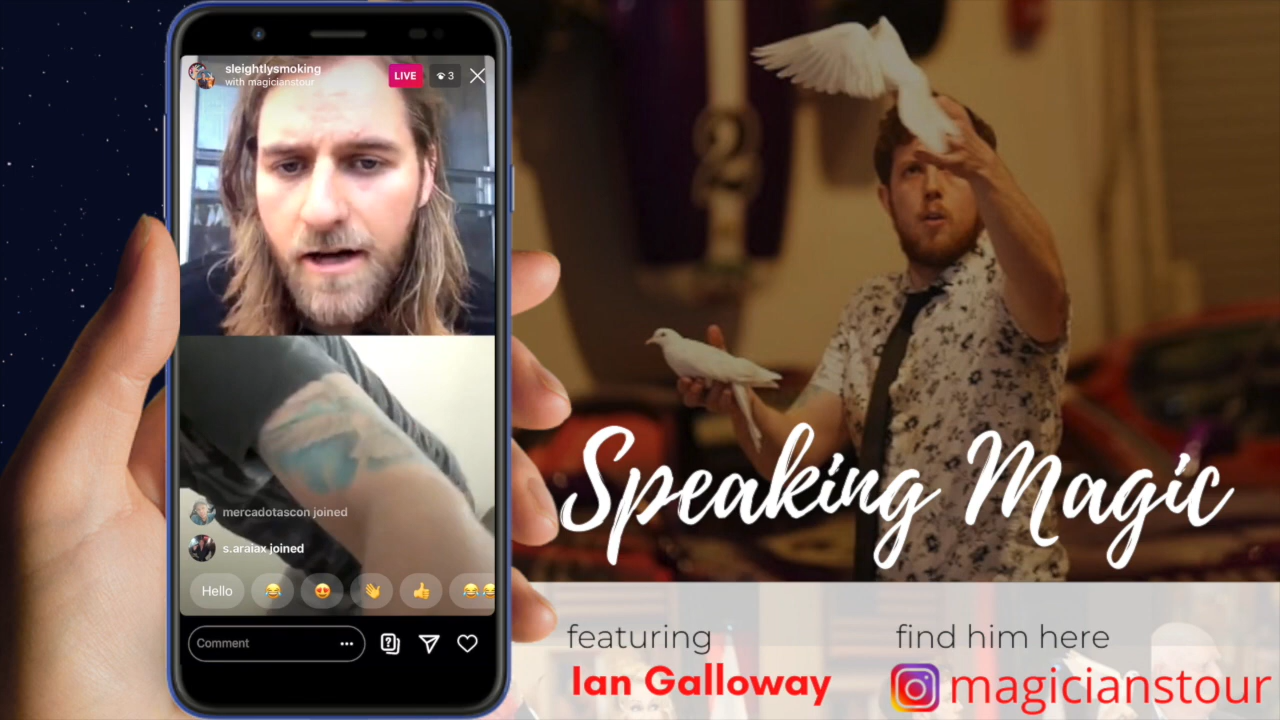 sleightlysmoking
with magicianstour
LIVE
3
mercadotascon joined
s.araiax joined
Hello
Comment
2
Speaking Magic
featuring
Ian Galloway
find him here
magicianstour